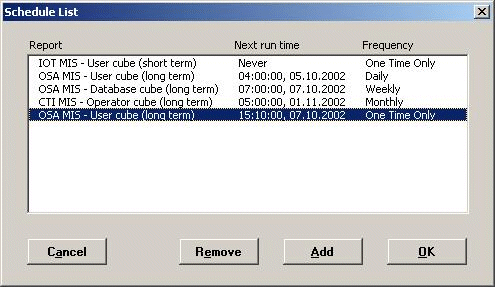 Schedule List
Report Next run time Frequency
IOT MIS - User cube (short term) Never One Time Only
OSA MIS - User cube (long term) 04:00:00, 05.10.2002 Daily
OSA MIS - Database cube (long term) 07:00:00, 07.10.2002 Weekly
CTI MIS - Operator cube (long term) 05:00:00, 01.11.2002 Monthly
OSA MIS - User cube (long term) 15:10:00, 07.10.2002 One Time Only
Cancel Remove Add OK